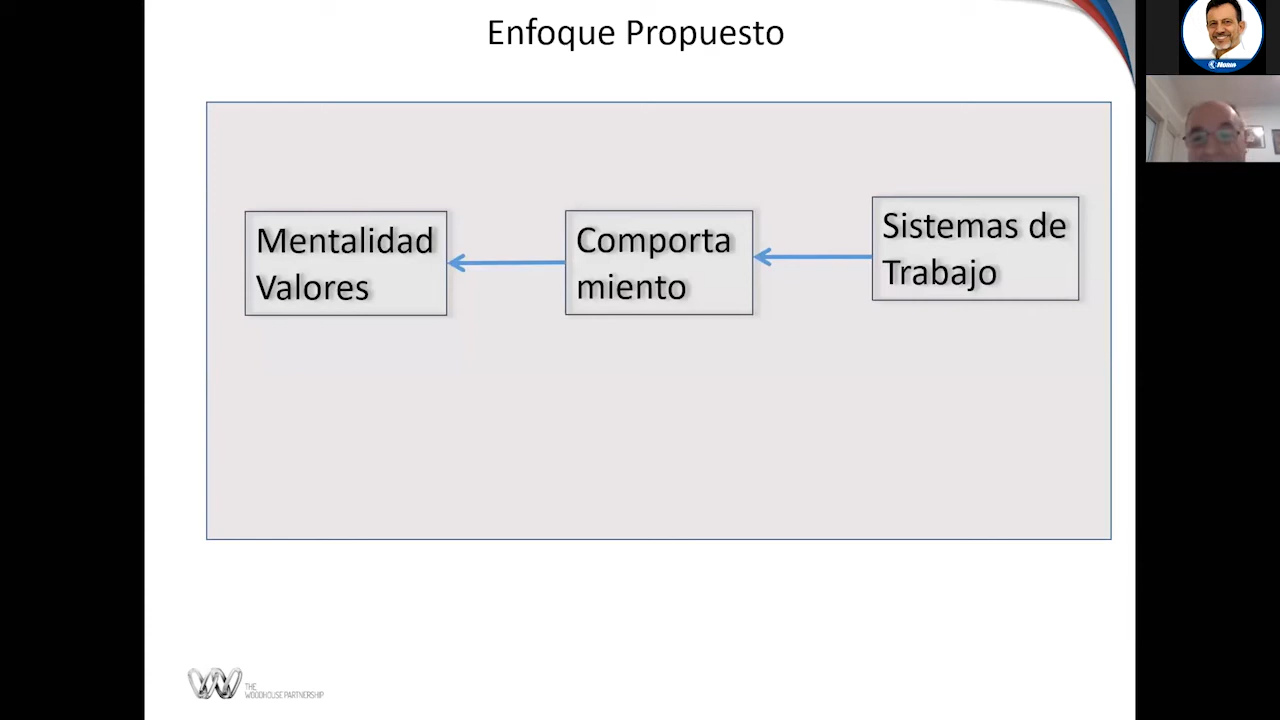 Enfoque Propuesto
Mentalidad
Valores
Comporta
miento
Sistemas de
Trabajo
THE
WOODHOUSE PARTNERSHIP